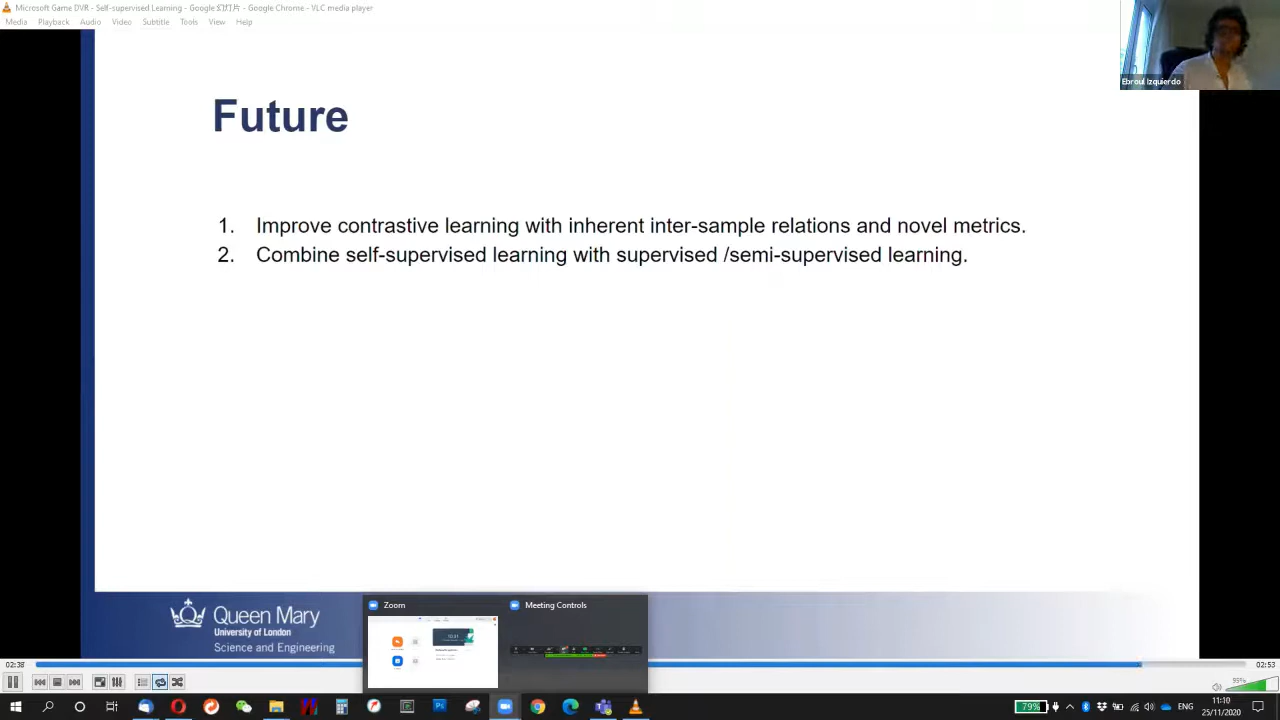 Microsoft Game DVR - Self-supervised Learning - Google 幻灯片 - Google Chrome - VLC media player
Media Playback Audio Video Subtitle Tools View Help
Ebroul Izquierdo
Future
1. Improve contrastive learning with inherent inter-sample relations and novel metrics.
2. Combine self-supervised learning with supervised /semi-supervised learning.
Queen Mary
University of London
Science and Engineering
Zoom
Meeting Controls
02:38
02:53
79%
ENG
11:10
25/11/2020